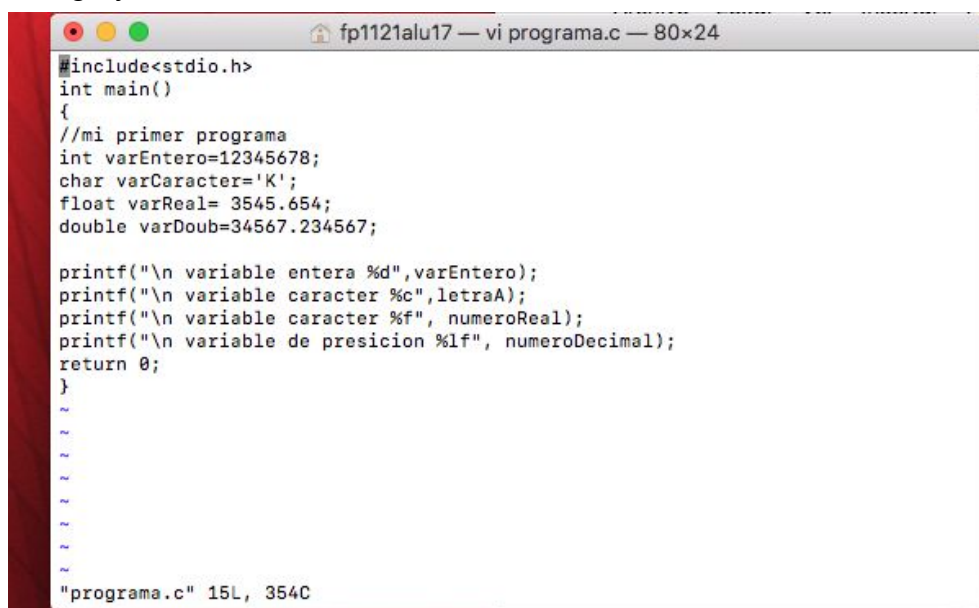 fp1121alu17 — vi programa.c — 80×24
#include<stdio.h>
int main()
{
//mi primer programa
int varEntero=12345678;
char varCaracter='K';
float varReal= 3545.654;
double varDoub=34567.234567;
printf("\n variable entera %d",varEntero);
printf("\n variable caracter %c",letraA);
printf("\n variable caracter %f", numeroReal);
printf("\n variable de presicion %lf", numeroDecimal);
return 0;
}
~
~
~
~
~
~
~
~
"programa.c" 15L, 354C